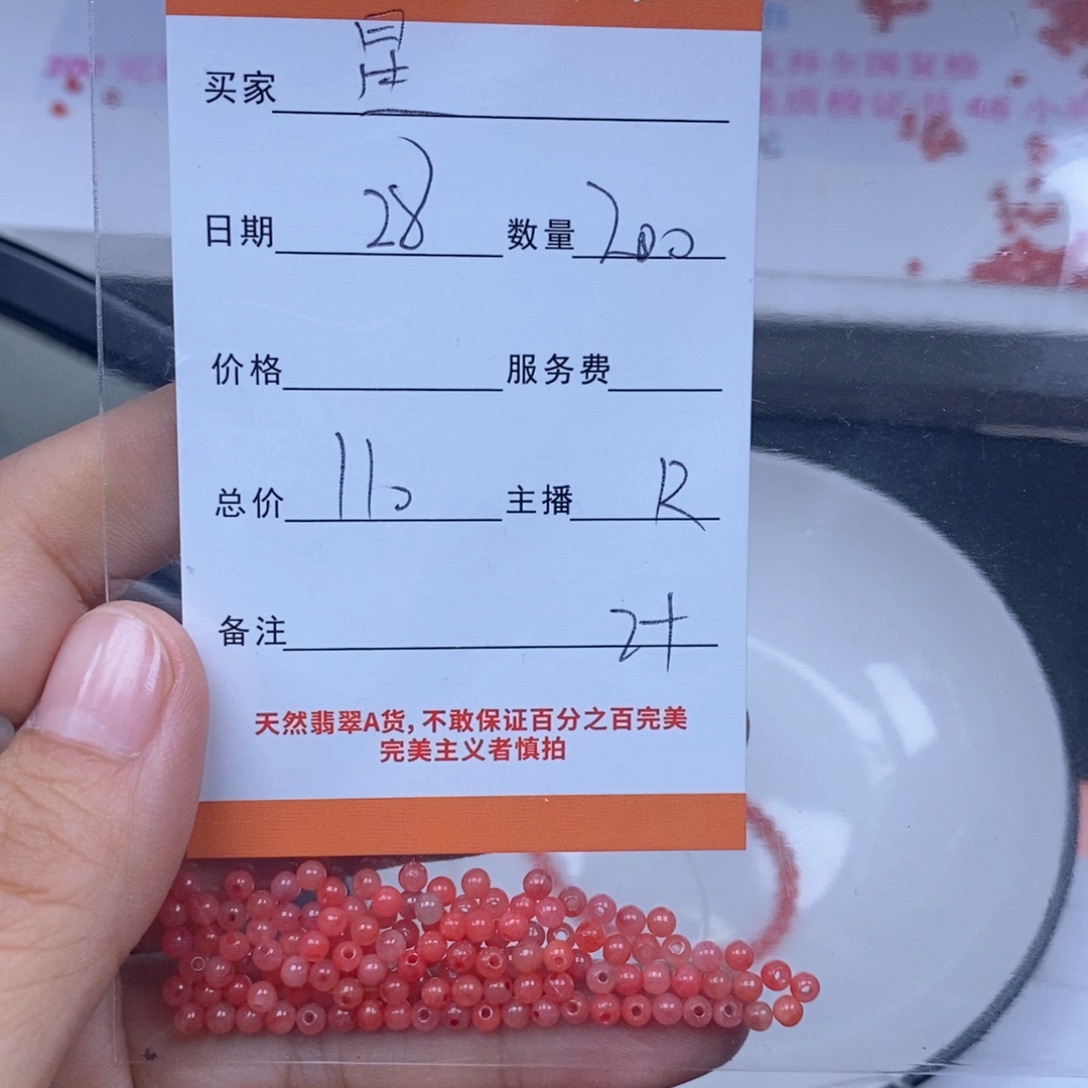 买家
日期 28 数量 200
价格 服务费
总价 110 主播 R
备注
天然翡翠A货,不敢保证百分之百完美
完美主义者慎拍